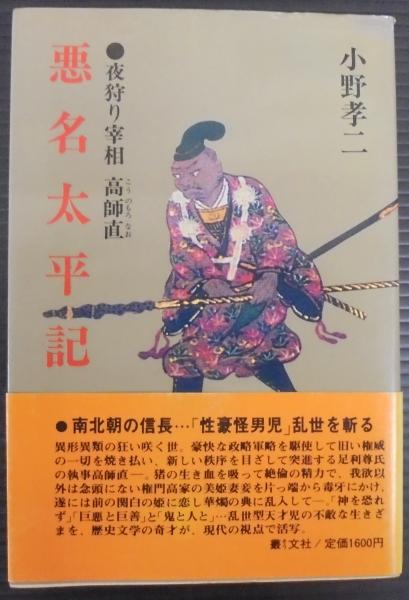 小野孝二
●夜狩り宰相 高師直
こうのもろなお
悪名太平記
●南北朝の信長…「性豪怪男児」乱世を斬る
異形異類の狂い咲く世。豪快な政略軍略を駆使して旧い権威
の一切を焼き払い、新しい秩序を目ざして突進する足利尊氏
の執事高師直―。猪の生き血を吸って絶倫の精力で、我欲以
外は念頭にない権門高家の美姫妻妾を片っ端から毒牙にかけ、
遂には前の関白の姫に恋し華燭の典に乱入して―。「神を恐れ
ず」「巨悪と巨善」と「鬼と人と」…乱世型天才児の不敵な生きざ
まを、歴史文学の奇才が、現代の視点で活写。
叢文社/定価1600円